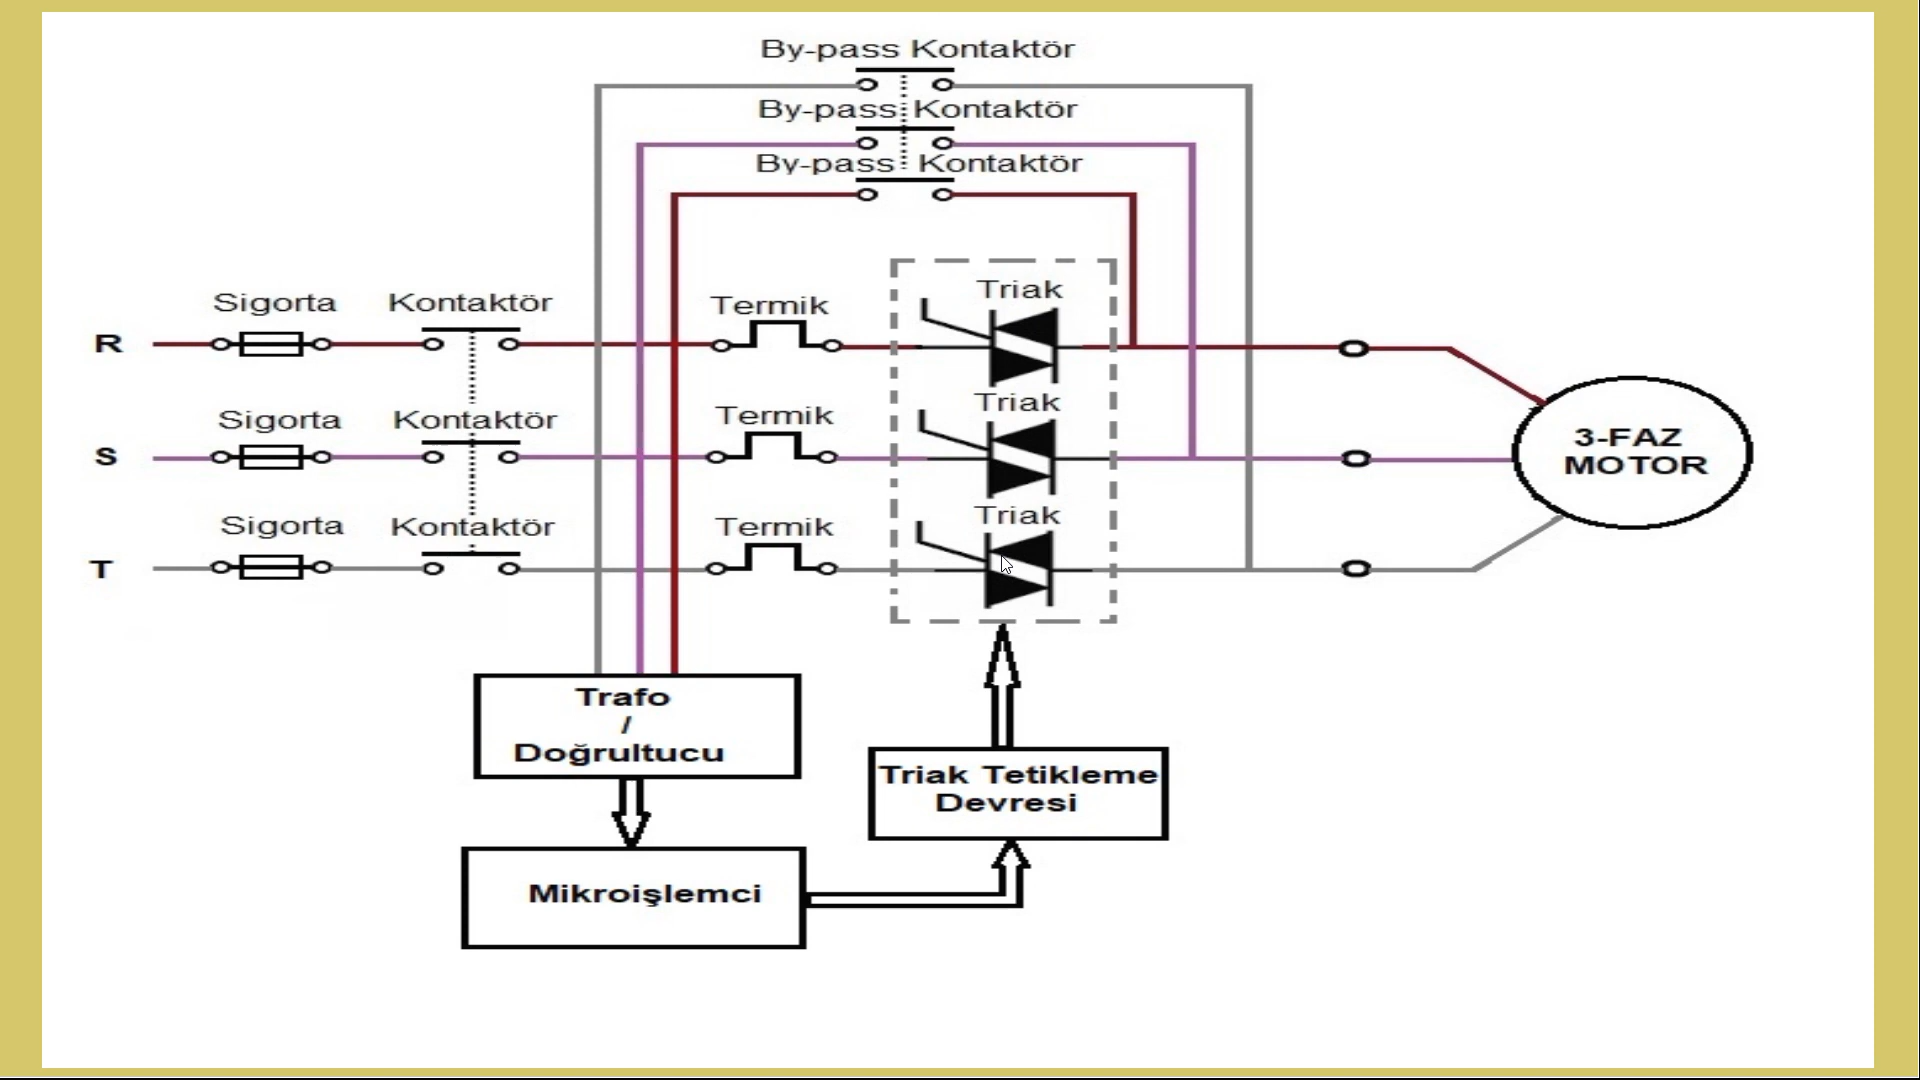 By-pass Kontaktör
By-pass Kontaktör
By-pass Kontaktör
Sigorta Kontaktör Termik Triak
R
Sigorta Kontaktör Termik Triak
S
3-FAZ
MOTOR
Sigorta Kontaktör Termik Triak
T
Trafo
/
Doğrultucu
Triak Tetikleme
Devresi
Mikroişlemci